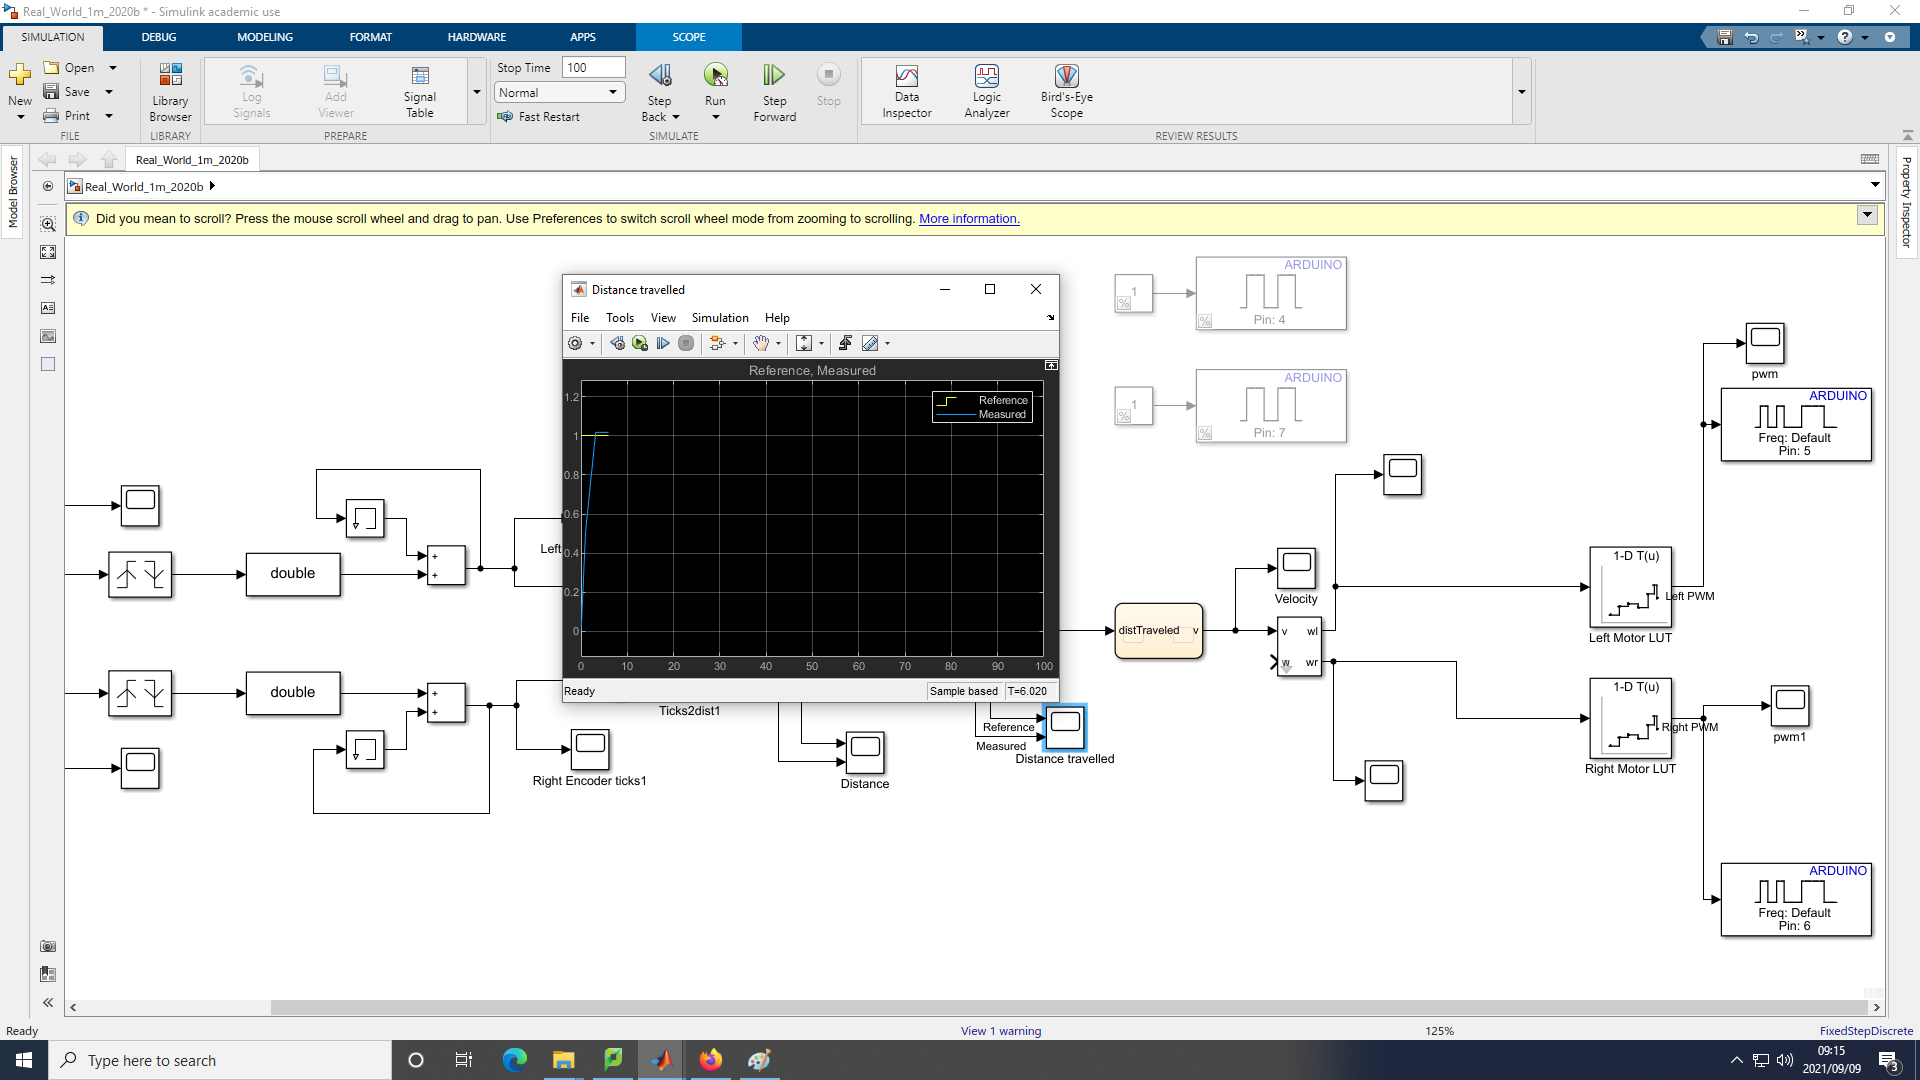 Real_World_1m_2020b * - Simulink academic use
SIMULATION DEBUG MODELING FORMAT HARDWARE APPS SCOPE
New
Open
Save
Print
FILE
Library Browser
LIBRARY
Log Signals
Add Viewer
Signal Table
PREPARE
Stop Time 100
Normal
Fast Restart
Step Back
Run
Step Forward
Stop
SIMULATE
Data Inspector
Logic Analyzer
Bird's-Eye Scope
REVIEW RESULTS
Model Browser
Property Inspector
Real_World_1m_2020b
Real_World_1m_2020b
Did you mean to scroll? Press the mouse scroll wheel and drag to pan. Use Preferences to switch scroll wheel mode from zooming to scrolling. More information.
Distance travelled
File Tools View Simulation Help
Reference, Measured
Reference
Measured
1.2
1
0.8
0.6
0.4
0.2
0
0 10 20 30 40 50 60 70 80 90 100
Ready
Sample based T=6.020
1
ARDUINO
Pin: 4
1
ARDUINO
Pin: 7
pwm
ARDUINO
Freq: Default
Pin: 5
double
Left
double
Ticks2dist1
Right Encoder ticks1
Distance
Reference
Measured
Distance travelled
distTraveled v
Velocity
v wl
w wr
1-D T(u)
Left PWM
Left Motor LUT
1-D T(u)
Right PWM
Right Motor LUT
pwm1
ARDUINO
Freq: Default
Pin: 6
Ready
View 1 warning
125%
FixedStepDiscrete
Type here to search
09:15
2021/09/09
3